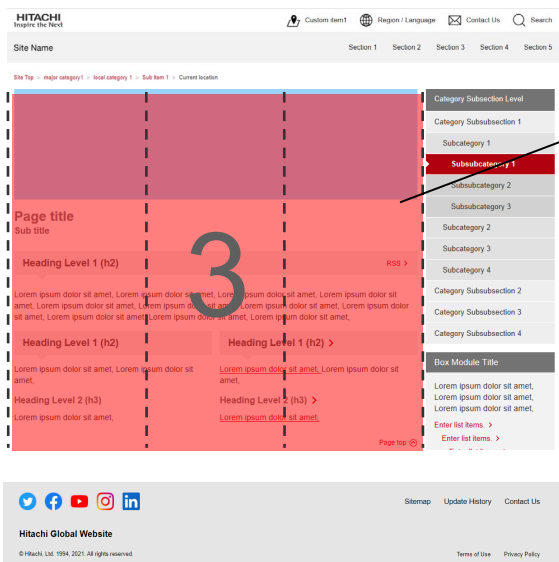 HITACHI
Inspire the Next
Custom item1 Region / Language Contact Us Search
Site Name
Section 1 Section 2 Section 3 Section 4 Section 5
Site Top > major category1 > local category 1 > Sub Item 1 > Current location
Category Subsection Level
Category Subsubsection 1
Subcategory 1
Subsubcategory 1
Subsubcategory 2
Subsubcategory 3
Subcategory 2
Subcategory 3
Subcategory 4
Category Subsection 2
Category Subsection 3
Category Subsection 4
Box Module Title
Lorem ipsum dolor sit amet,
Lorem ipsum dolor sit amet,
Lorem ipsum dolor sit amet,
Enter list items. >
Enter list items. >
3
Page title
Sub title
Heading Level 1 (h2) RSS >
Lorem ipsum dolor sit amet, Lorem ipsum dolor sit amet, Lorem ipsum dolor sit amet, Lorem ipsum dolor sit
amet, Lorem ipsum dolor sit amet, Lorem ipsum dolor sit amet, Lorem ipsum dolor sit amet, Lorem ipsum dolor
sit amet, Lorem ipsum dolor sit amet, Lorem ipsum dolor sit amet, Lorem ipsum dolor sit amet,
Heading Level 1 (h2) Heading Level 1 (h2) >
Lorem ipsum dolor sit amet, Lorem ipsum dolor sit Lorem ipsum dolor sit amet, Lorem ipsum dolor sit
amet, amet,
Heading Level 2 (h3) Heading Level 2 (h3) >
Lorem ipsum dolor sit amet, Lorem ipsum dolor sit amet,
Page top
Sitemap Update History Contact Us
Hitachi Global Website
© Hitachi, Ltd. 1994, 2021. All rights reserved. Terms of Use Privacy Policy